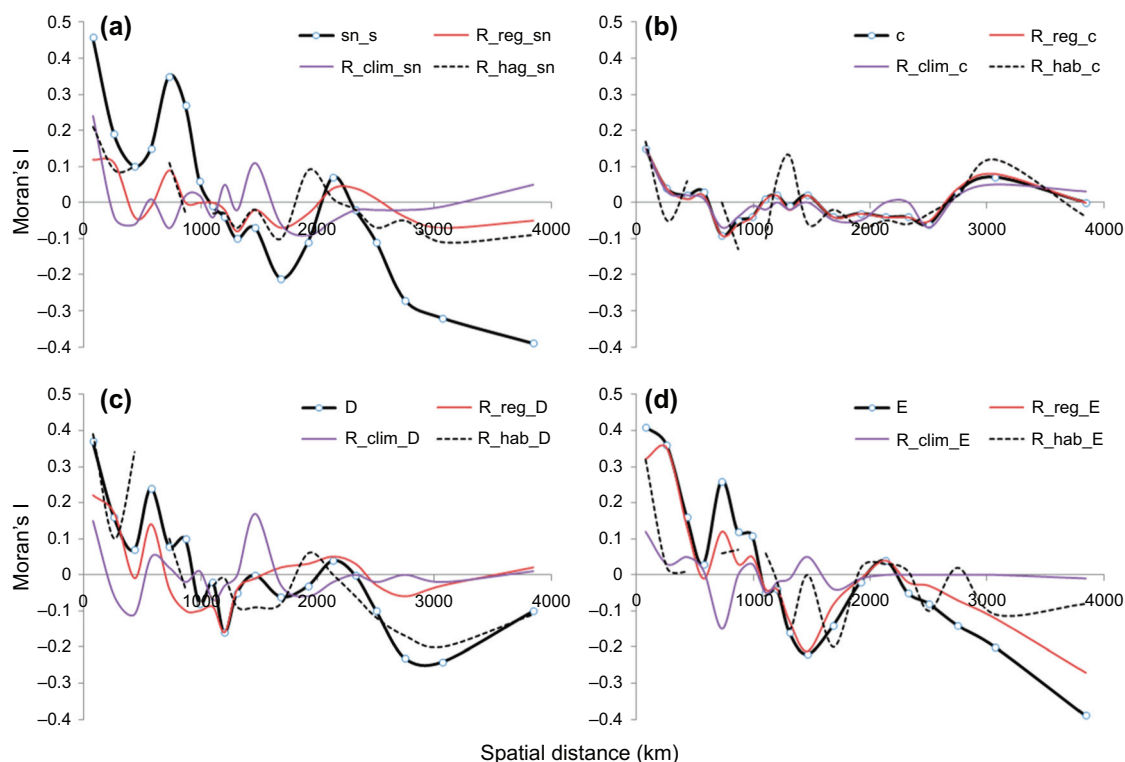 (a)
sn_s R_reg_sn
R_clim_sn R_hag_sn
0.5
0.4
0.3
0.2
0.1
0
–0.1
–0.2
–0.3
–0.4
0 1000 2000 3000 4000
Moran's I
(b)
c R_reg_c
R_clim_c R_hab_c
0.5
0.4
0.3
0.2
0.1
0
–0.1
–0.2
–0.3
–0.4
0 1000 2000 3000 4000
(c)
D R_reg_D
R_clim_D R_hab_D
0.5
0.4
0.3
0.2
0.1
0
–0.1
–0.2
–0.3
–0.4
0 1000 2000 3000 4000
Moran's I
(d)
E R_reg_E
R_clim_E R_hab_E
0.5
0.4
0.3
0.2
0.1
0
–0.1
–0.2
–0.3
–0.4
0 1000 2000 3000 4000
Spatial distance (km)